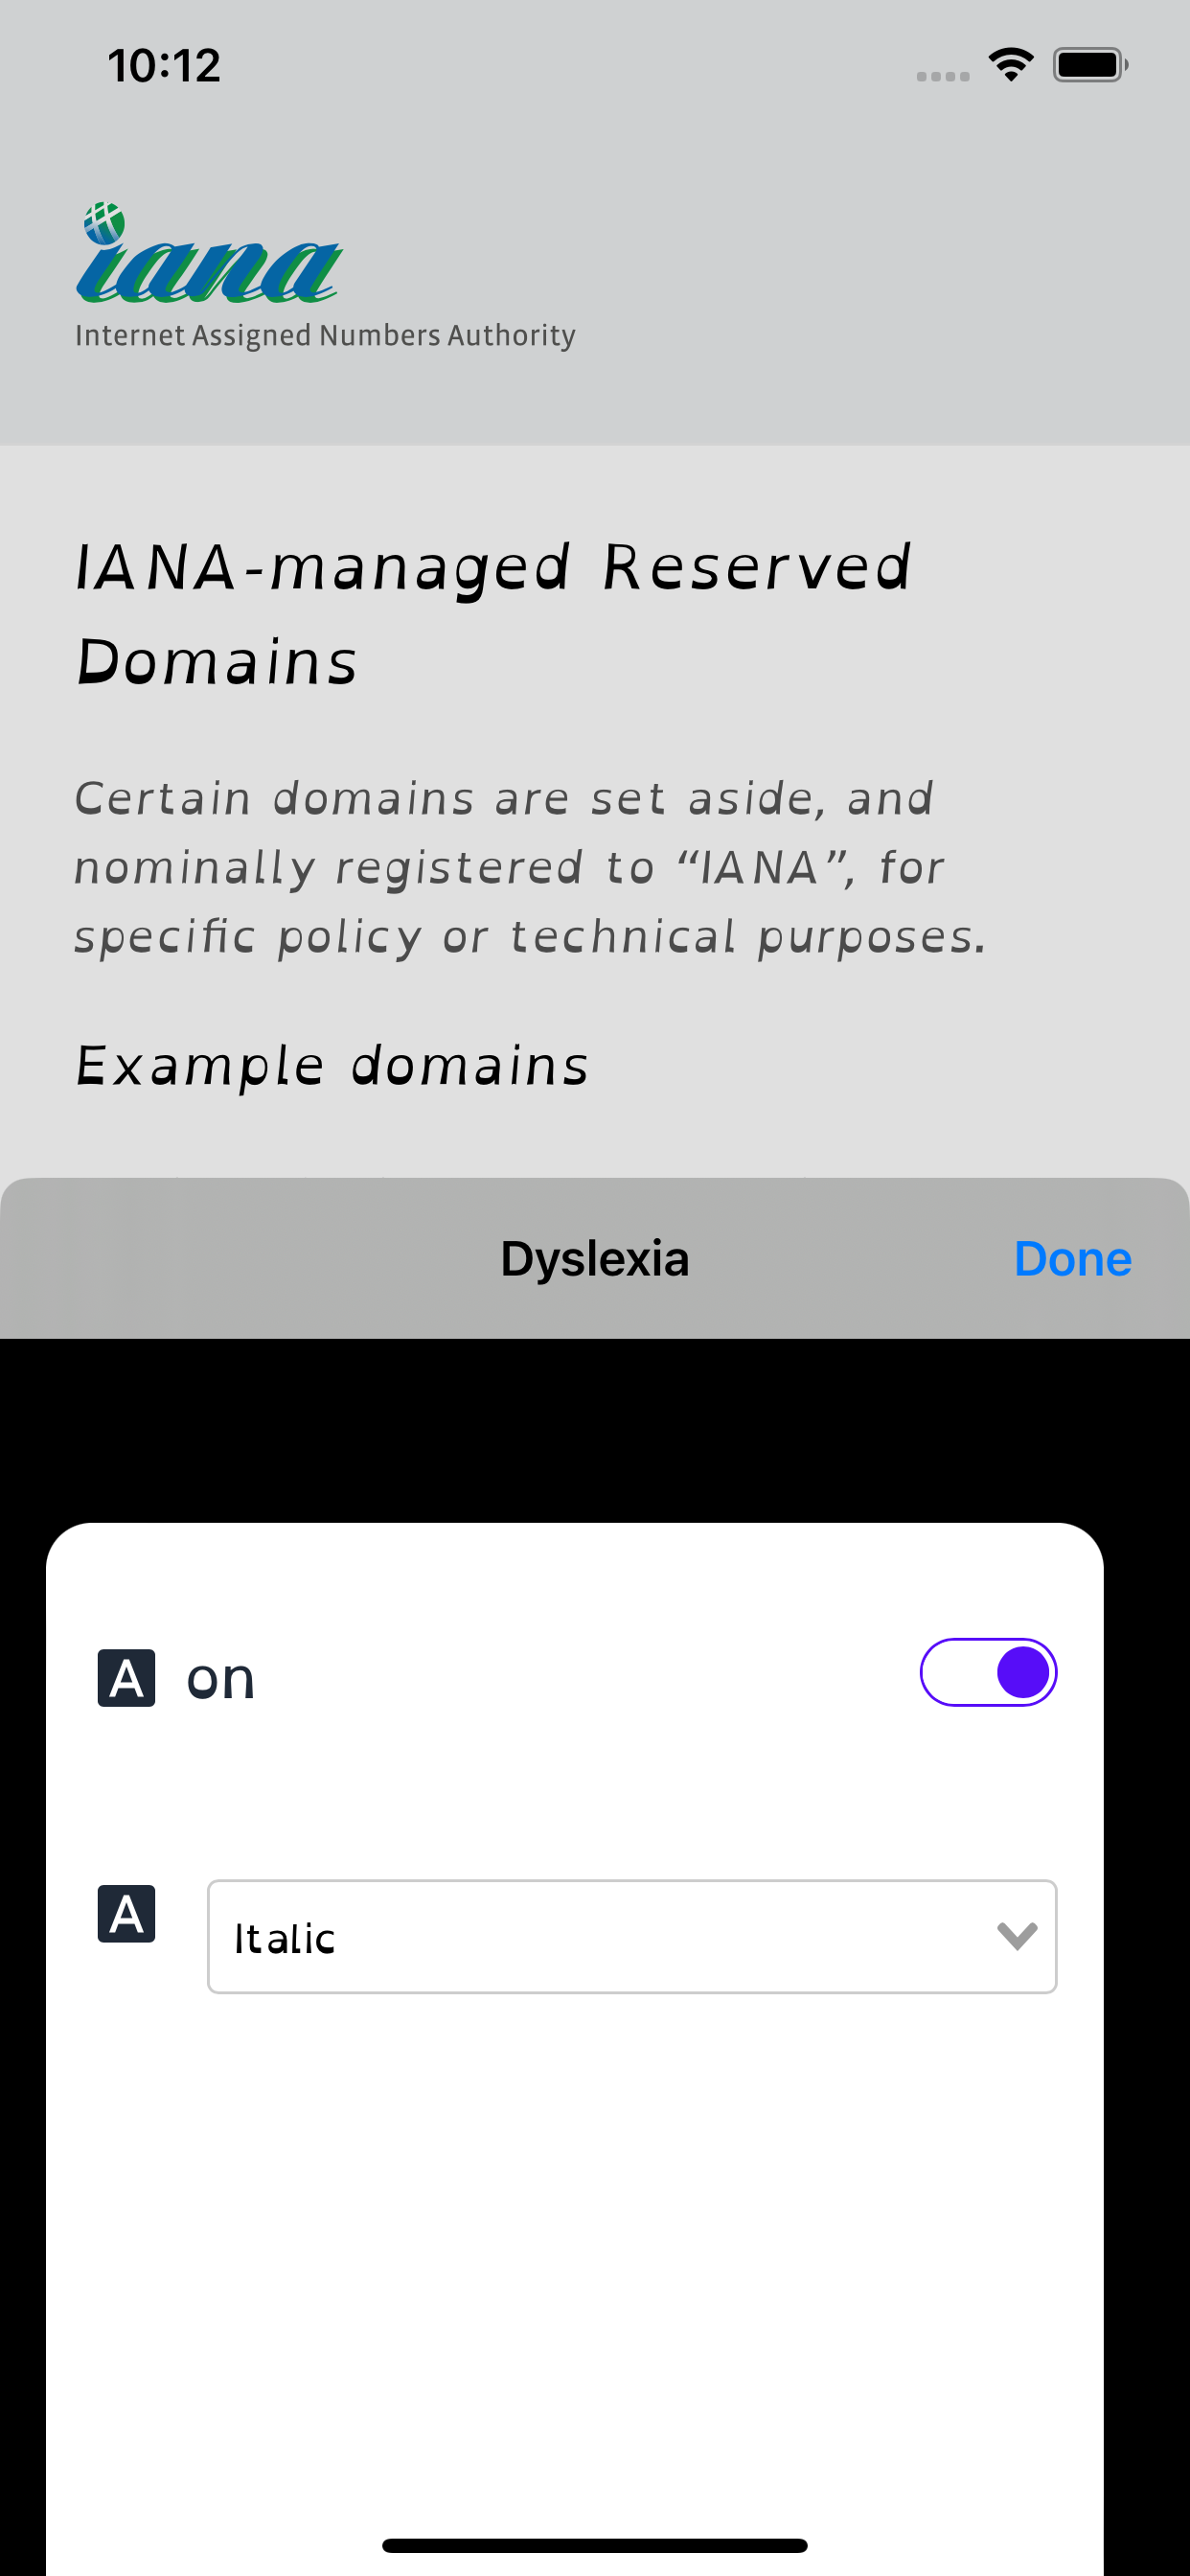 10:12
iana
Internet Assigned Numbers Authority
IANA-managed Reserved
Domains
Certain domains are set aside, and
nominally registered to “IANA”, for
specific policy or technical purposes.
Example domains
Dyslexia
Done
A on
A Italic